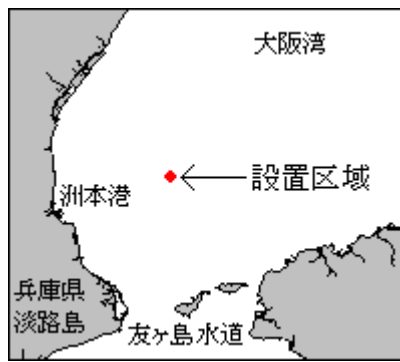 大阪湾
設置区域
洲本港
兵庫県
淡路島
友ヶ島水道